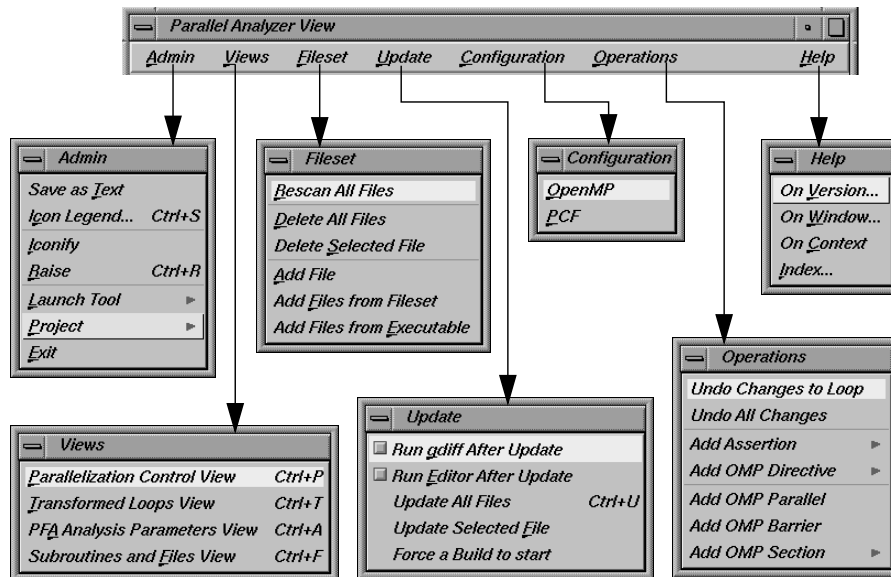 Parallel Analyzer View
Admin Views Fileset Update Configuration Operations Help
Admin
Save as Text
Icon Legend... Ctrl+S
Iconify
Raise Ctrl+R
Launch Tool
Project
Exit
Fileset
Rescan All Files
Delete All Files
Delete Selected File
Add File
Add Files from Fileset
Add Files from Executable
Configuration
OpenMP
PCF
Help
On Version...
On Window...
On Context
Index...
Views
Parallelization Control View Ctrl+P
Transformed Loops View Ctrl+T
PFA Analysis Parameters View Ctrl+A
Subroutines and Files View Ctrl+F
Update
Run gdiff After Update
Run Editor After Update
Update All Files Ctrl+U
Update Selected File
Force a Build to start
Operations
Undo Changes to Loop
Undo All Changes
Add Assertion
Add OMP Directive
Add OMP Parallel
Add OMP Barrier
Add OMP Section